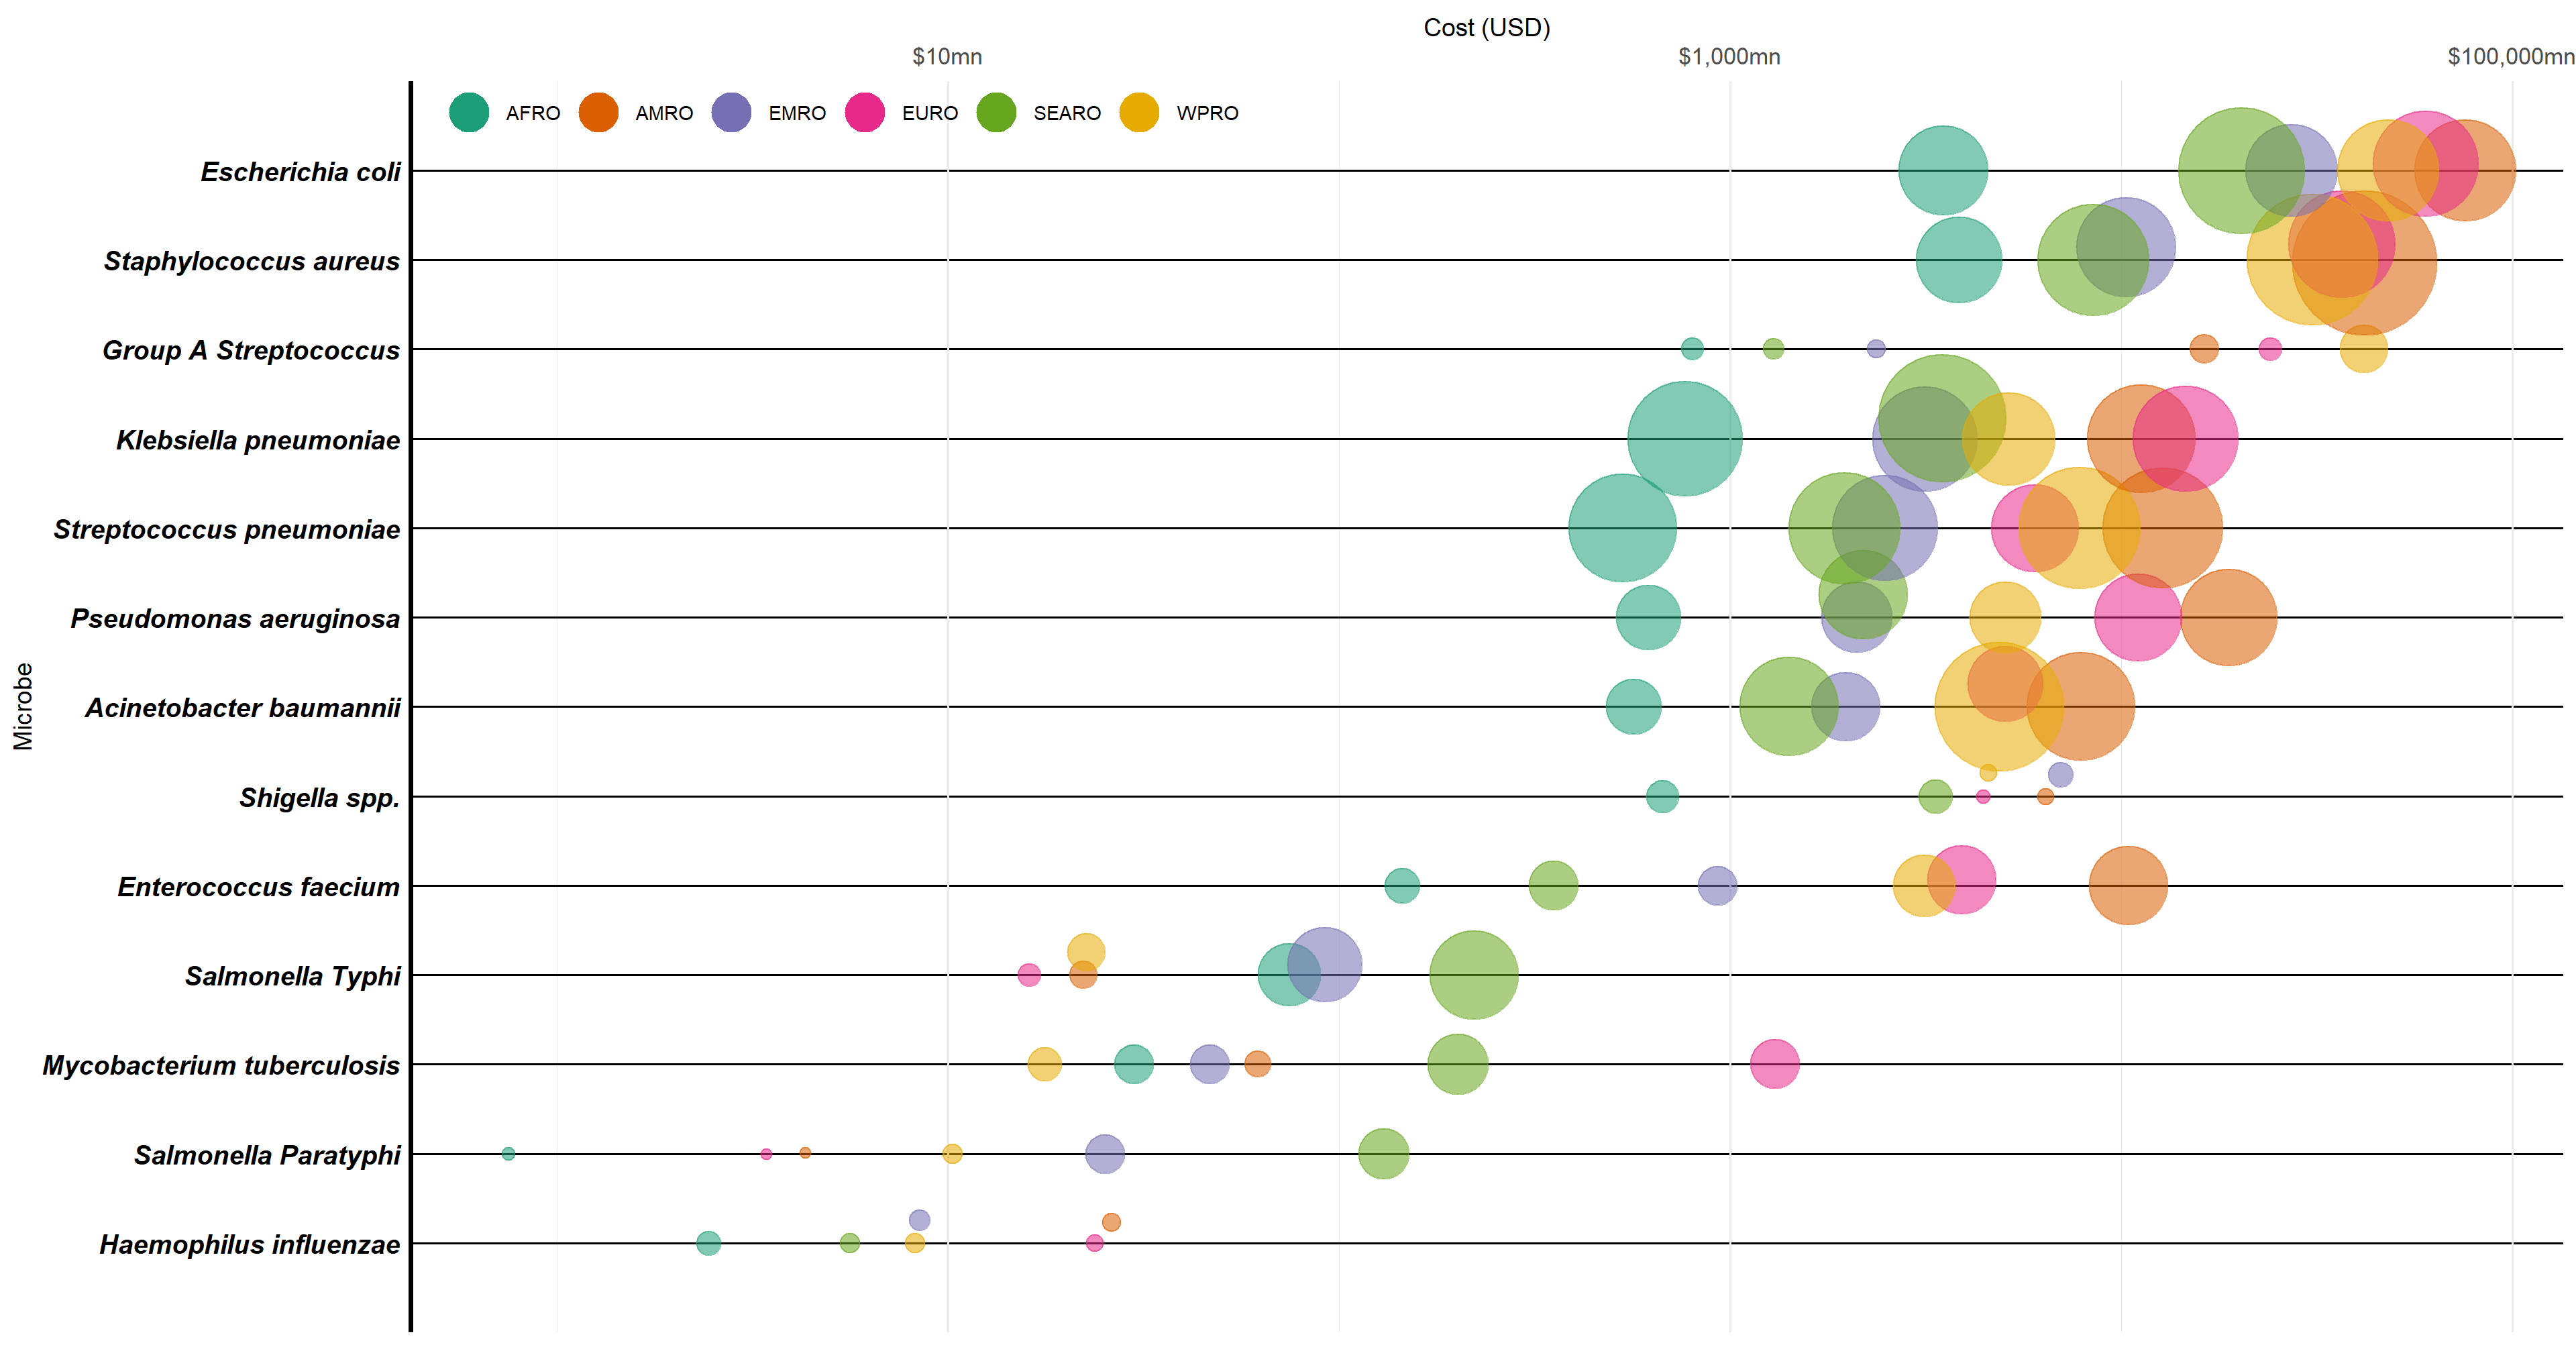 Cost (USD)
$10mn $1,000mn $100,000mn
AFRO AMRO EMRO EURO SEARO WPRO
Escherichia coli
Staphylococcus aureus
Group A Streptococcus
Klebsiella pneumoniae
Streptococcus pneumoniae
Pseudomonas aeruginosa
Acinetobacter baumannii
Shigella spp.
Enterococcus faecium
Salmonella Typhi
Mycobacterium tuberculosis
Salmonella Paratyphi
Haemophilus influenzae
Microbe